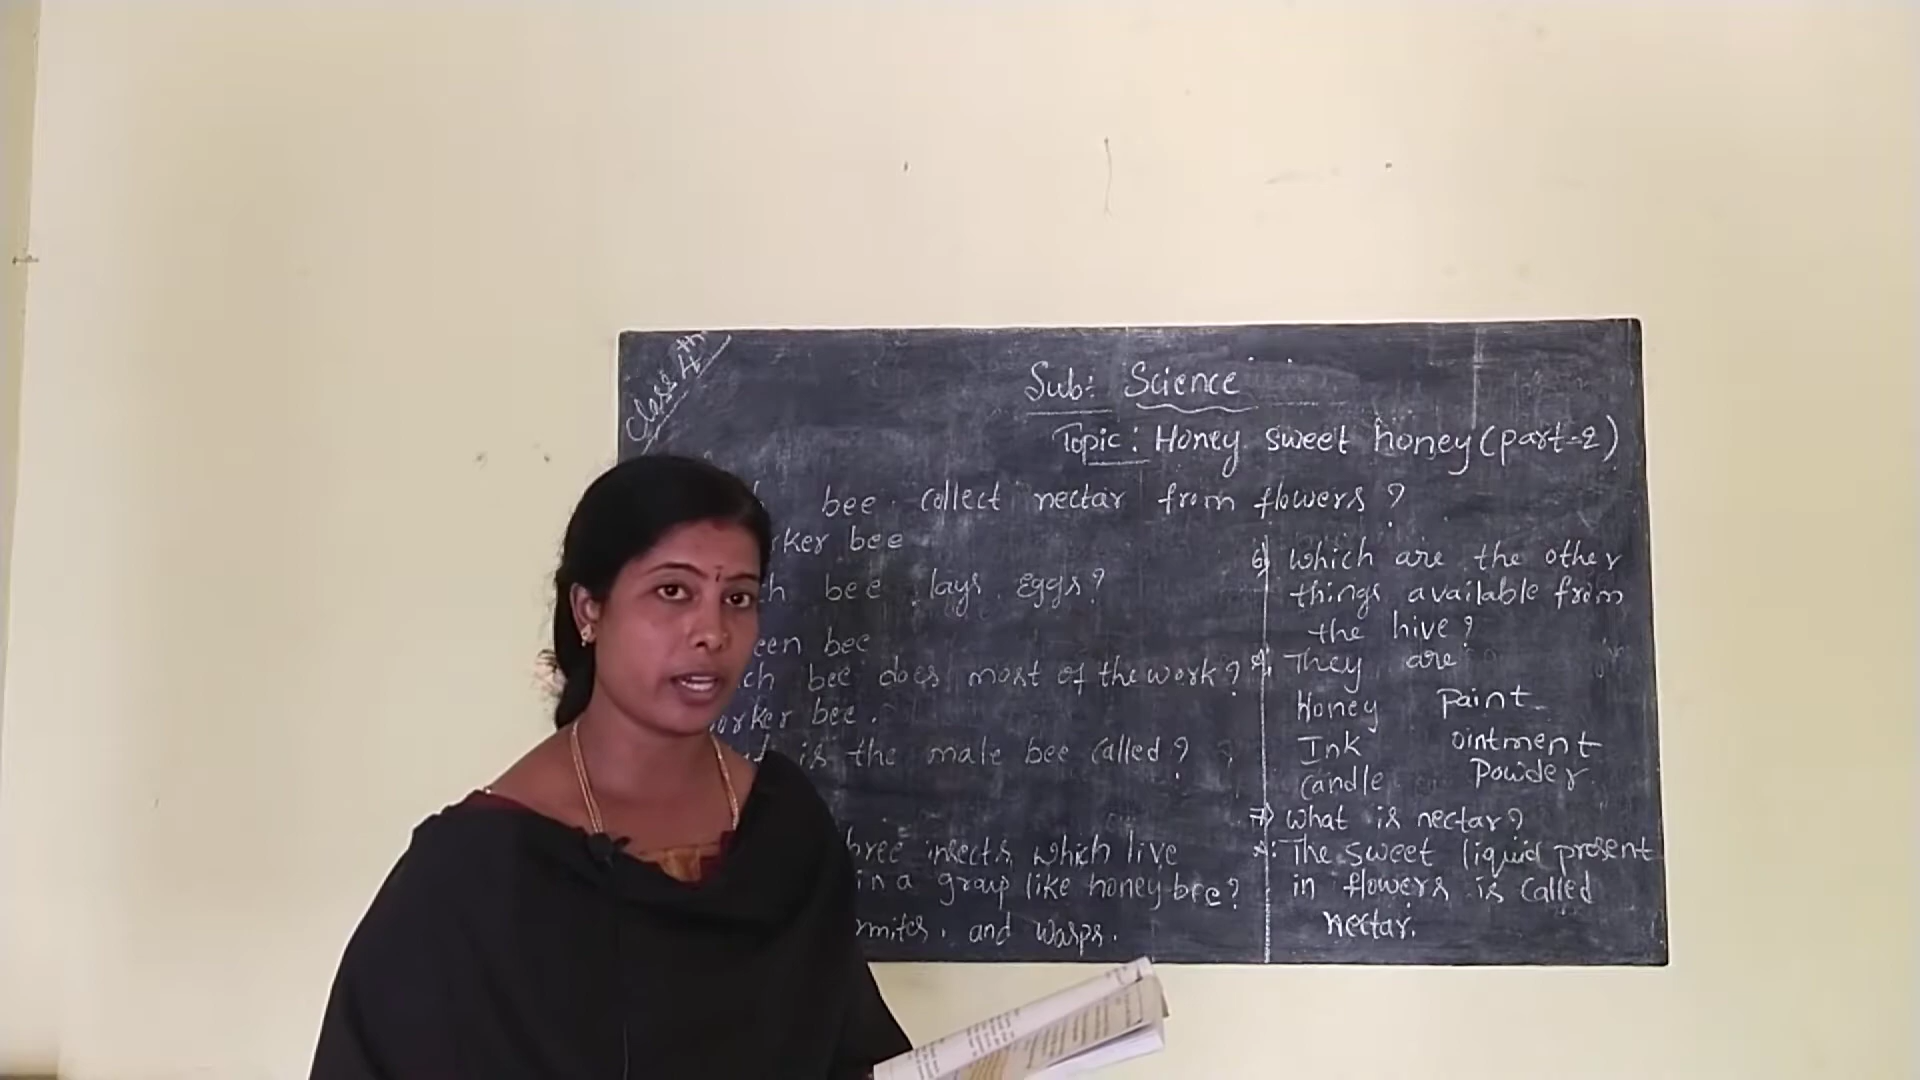 Class 4th
Sub: Science
Topic: Honey sweet honey (part-2)
bee collect nectar from flowers?
rker bee
ch bee lays Eggs?
een bee
ch bee does most of the work?
orker bee.
is the male bee called?
hree insects which live
in a group like honey bee?
rmites, and wasps.
6) Which are the other
things available from
the hive?
A. They are
Honey paint
Ink ointment
candle Powder
7) What is nectar?
A: The sweet liquid present
in flowers is called
nectar.